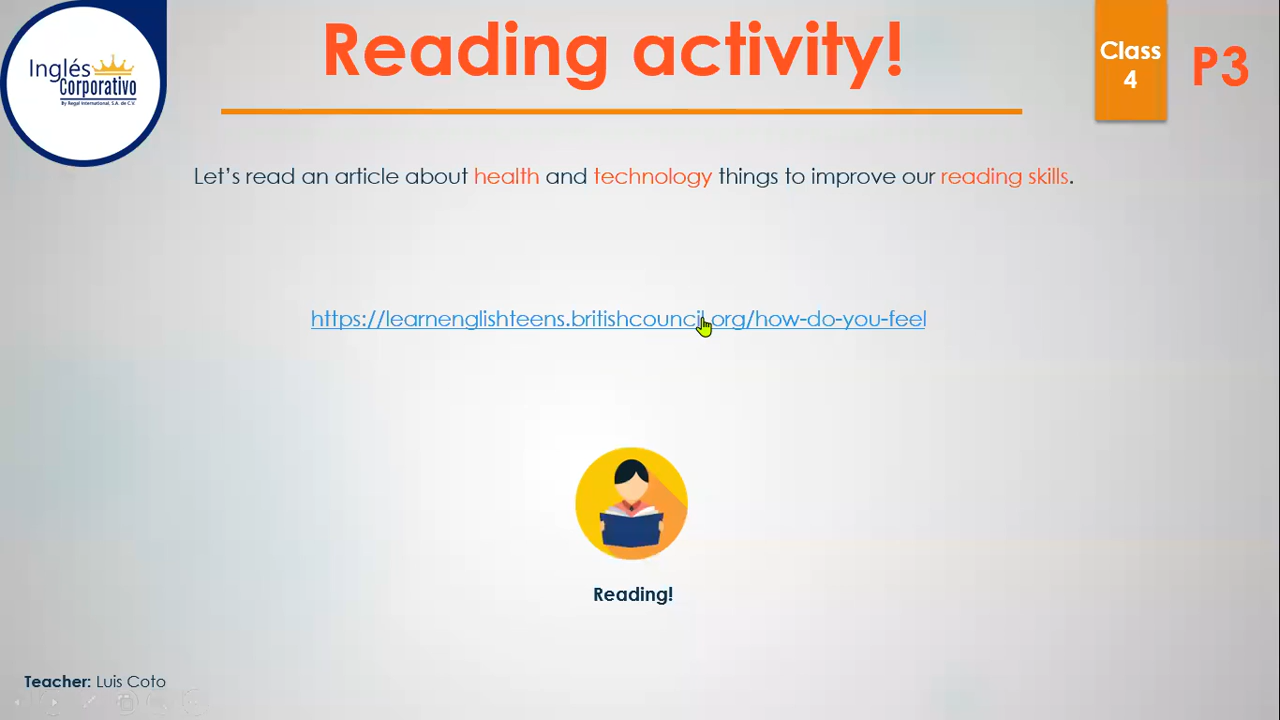 Inglés
Corporativo
By Regal International, S.A. de C.V.
Reading activity!
Class
4
P3
Let's read an article about health and technology things to improve our reading skills.
https://learnenglishteens.britishcouncil.org/how-do-you-feel
Reading!
Teacher: Luis Coto